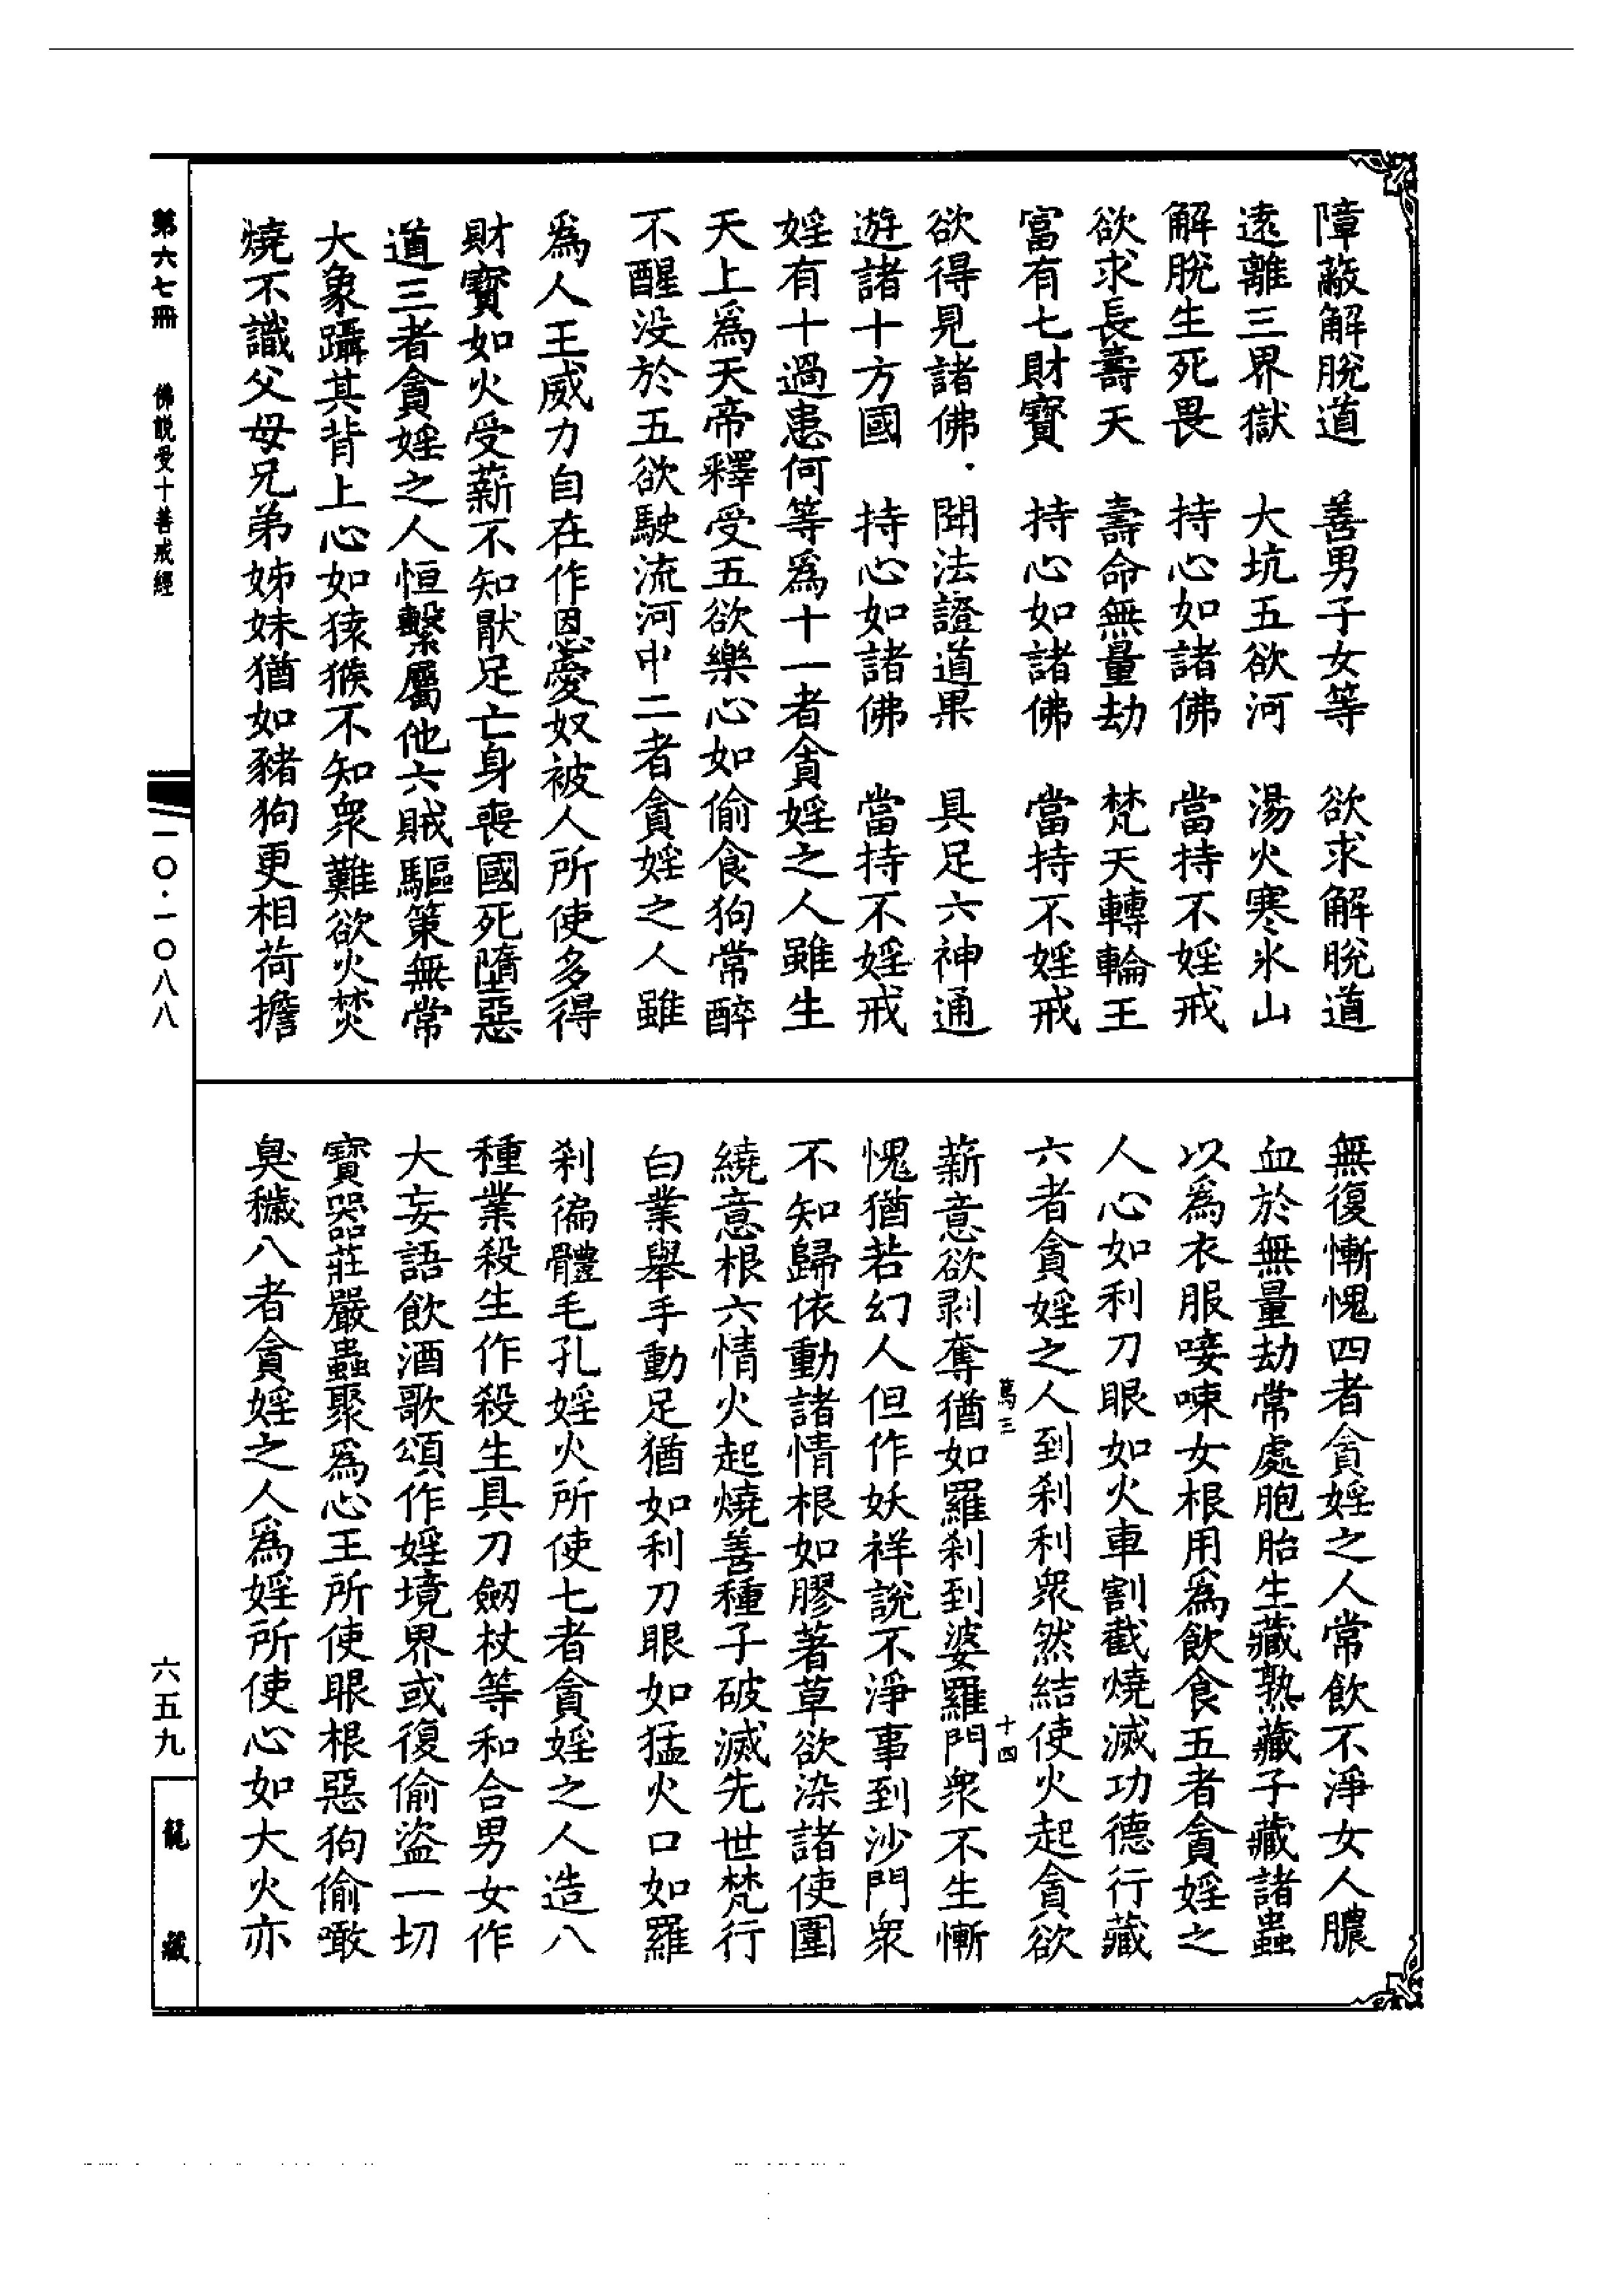 障蔽解脫道　善男子女等　欲求解脫道
遠離三界獄　大坑五欲河　湯火寒氷山
解脫生死畏　持心如諸佛　當持不婬戒
欲求長壽天　壽命無量劫　梵天轉輪王
富有七財寶　持心如諸佛　當持不婬戒
欲得見諸佛　聞法證道果　具足六神通
遊諸十方國　持心如諸佛　當持不婬戒
婬有十過患何等爲十一者貪婬之人雖生
天上爲天帝釋受五欲樂心如偷食狗常醉
不醒没於五欲駛流河中二者貪婬之人雖
爲人王威力自在作恩愛奴被人所使多得
財寶如火受薪不知猒足亡身喪國死墮惡
道三者貪婬之人恒繫屬他六賊驅策無常
大象躡其背上心如猿猴不知衆難欲火焚
燒不識父母兄弟姊妹猶如豬狗更相荷擔
無復慚愧四者貪婬之人常飲不淨女人膿
血於無量劫常處胞胎生藏熟藏子藏諸蟲
以爲衣服唼㖨女根用爲飲食五者貪婬之
人心如利刀眼如火車割截燒滅功德行藏
六者貪婬之人到剎利衆然結使火起貪欲
萬三　十四
薪意欲剥奪猶如羅剎到婆羅門衆不生慚
愧猶若幻人但作妖祥說不淨事到沙門衆
不知歸依動諸情根如膠著草欲染諸使圍
繞意根六情火起燒善種子破滅先世梵行
白業舉手動足猶如利刀眼如猛火口如羅
剎徧體毛孔婬火所使七者貪婬之人造八
種業殺生作殺生具刀劒杖等和合男女作
大妄語飲酒歌頌作婬境界或復偷盜一切
寶器莊嚴蟲聚爲心王所使眼根惡狗偷噉
臭穢八者貪婬之人爲婬所使心如大火亦
第六七冊　佛說受十善戒經
一〇·一〇八八
六五九
龍藏